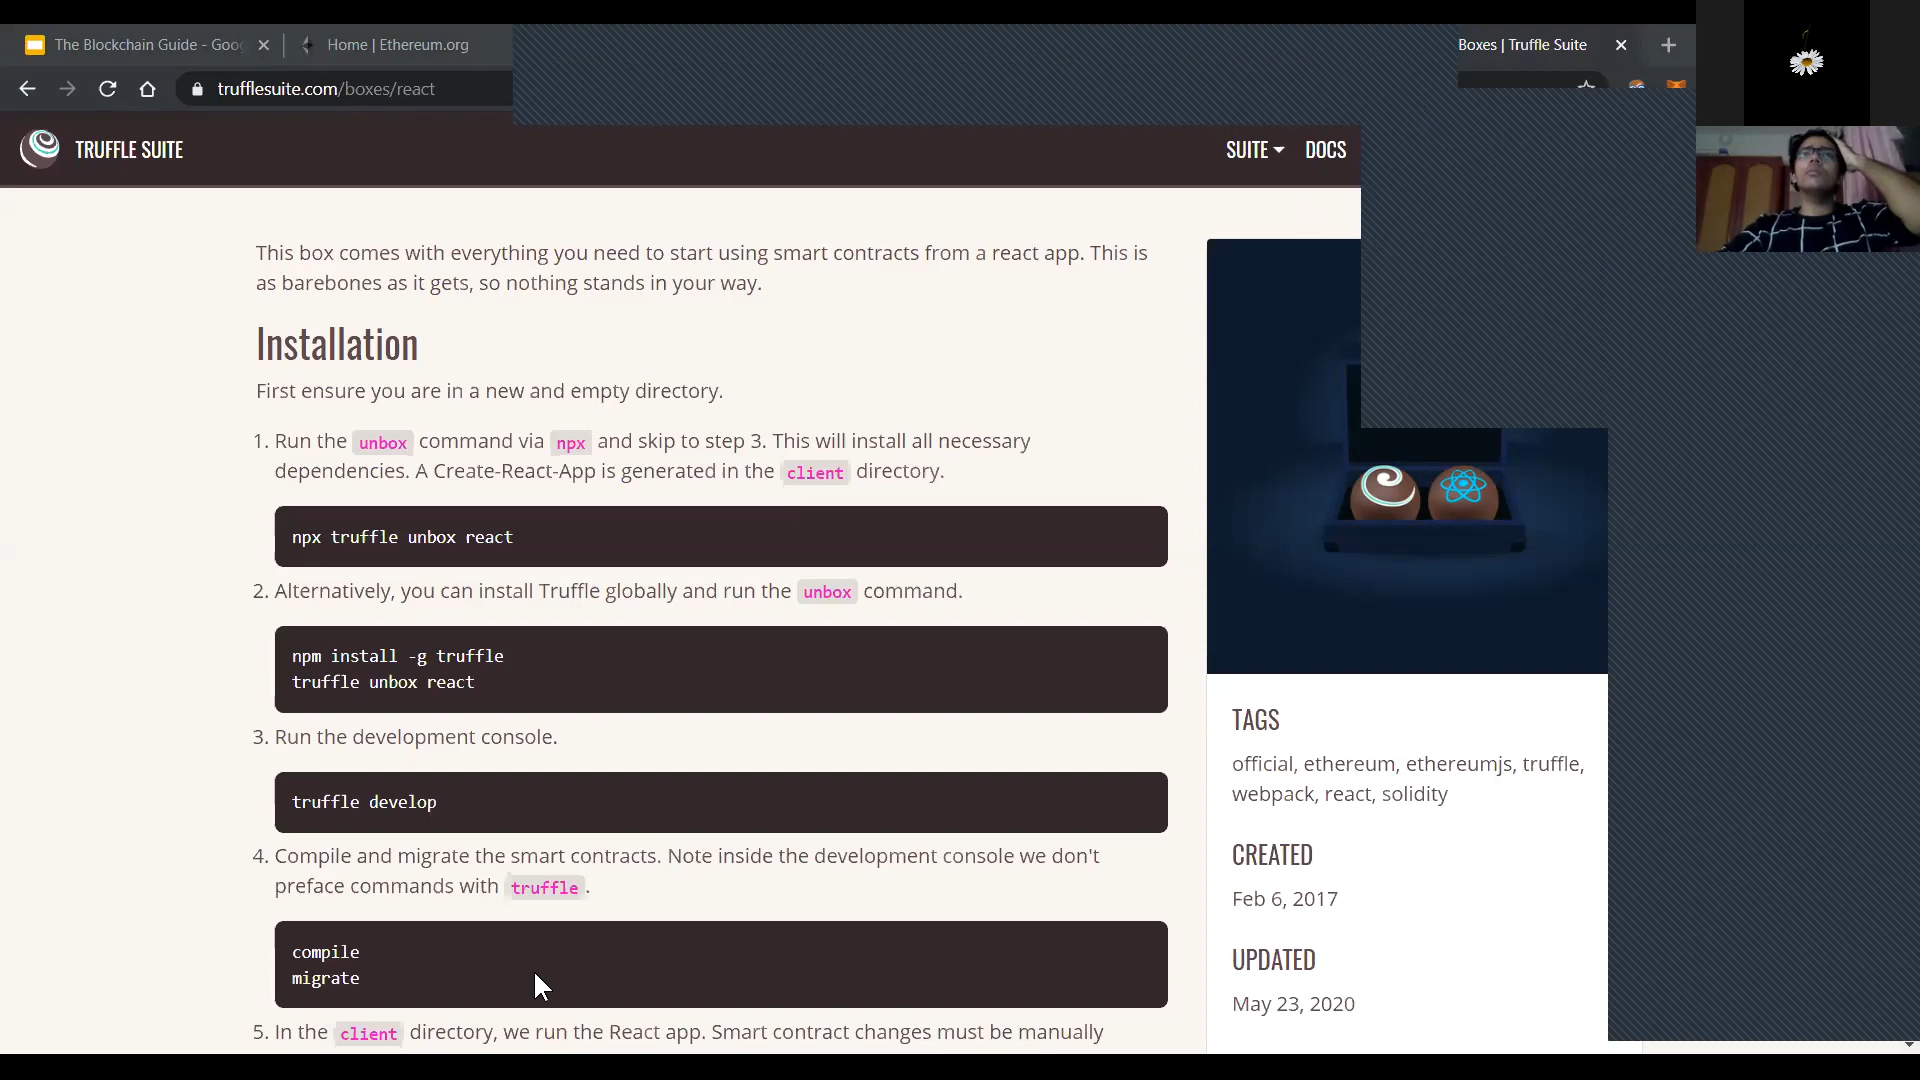 The Blockchain Guide - Goo
Home | Ethereum.org
Boxes | Truffle Suite
trufflesuite.com/boxes/react
TRUFFLE SUITE
SUITE
DOCS
This box comes with everything you need to start using smart contracts from a react app. This is
as barebones as it gets, so nothing stands in your way.
Installation
First ensure you are in a new and empty directory.
1. Run the unbox command via npx and skip to step 3. This will install all necessary
dependencies. A Create-React-App is generated in the client directory.
npx truffle unbox react
2. Alternatively, you can install Truffle globally and run the unbox command.
npm install -g truffle
truffle unbox react
3. Run the development console.
truffle develop
4. Compile and migrate the smart contracts. Note inside the development console we don't
preface commands with truffle.
compile
migrate
5. In the client directory, we run the React app. Smart contract changes must be manually
TAGS
official, ethereum, ethereumjs, truffle,
webpack, react, solidity
CREATED
Feb 6, 2017
UPDATED
May 23, 2020